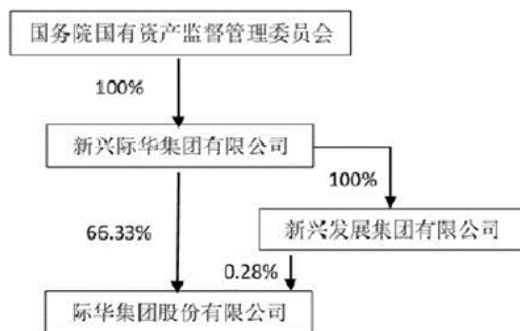 国务院国有资产监督管理委员会
100%
新兴际华集团有限公司
100%
66.33%
新兴发展集团有限公司
0.28%
际华集团股份有限公司